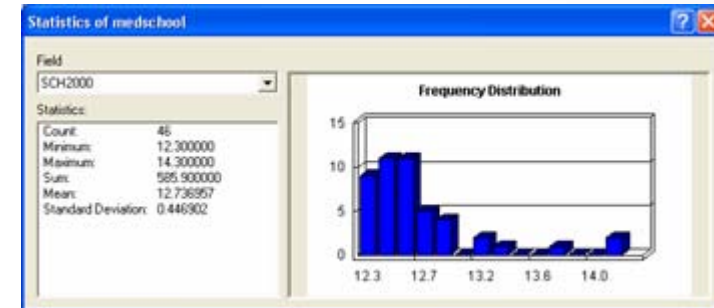 Statistics of medschool
Field
SCH2000
Statistics:
Count: 46
Minimum: 12.300000
Maximum: 14.300000
Sum: 585.900000
Mean: 12.736957
Standard Deviation: 0.446902
Frequency Distribution
15
10
5
0
12.3 12.7 13.2 13.6 14.0